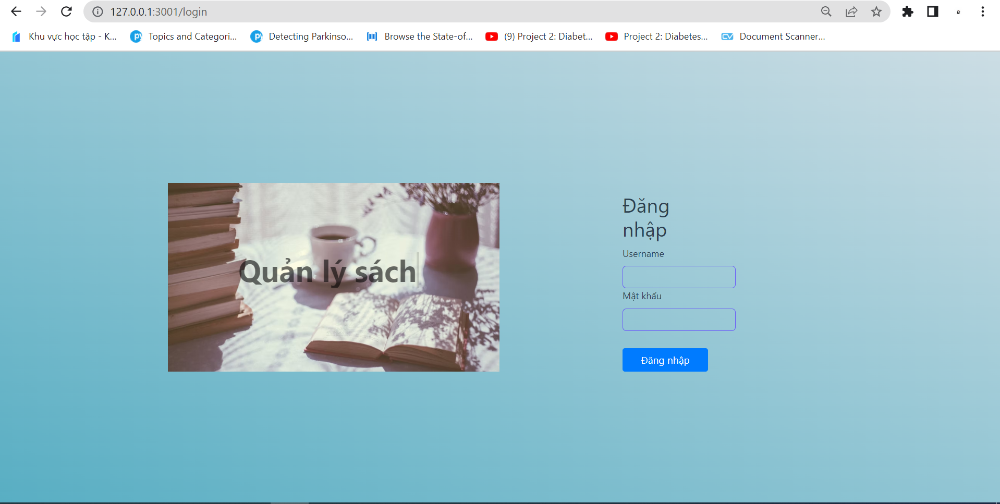 127.0.0.1:3001/login
Khu vực học tập - K...
Topics and Categori...
Detecting Parkinso...
Browse the State-of...
(9) Project 2: Diabet...
Project 2: Diabetes...
Document Scanner...
Quản lý sách
Đăng
nhập
Username
Mật khẩu
Đăng nhập